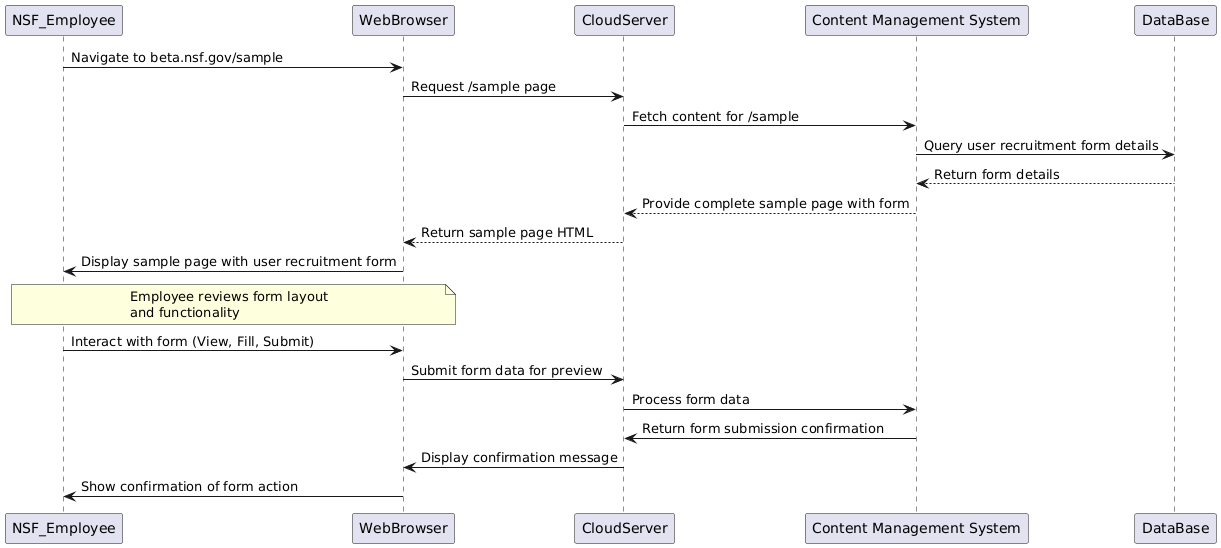 NSF_Employee
WebBrowser
CloudServer
Content Management System
DataBase
Navigate to beta.nsf.gov/sample
Request /sample page
Fetch content for /sample
Query user recruitment form details
Return form details
Provide complete sample page with form
Return sample page HTML
Display sample page with user recruitment form
Employee reviews form layout
and functionality
Interact with form (View, Fill, Submit)
Submit form data for preview
Process form data
Return form submission confirmation
Display confirmation message
Show confirmation of form action
NSF_Employee
WebBrowser
CloudServer
Content Management System
DataBase